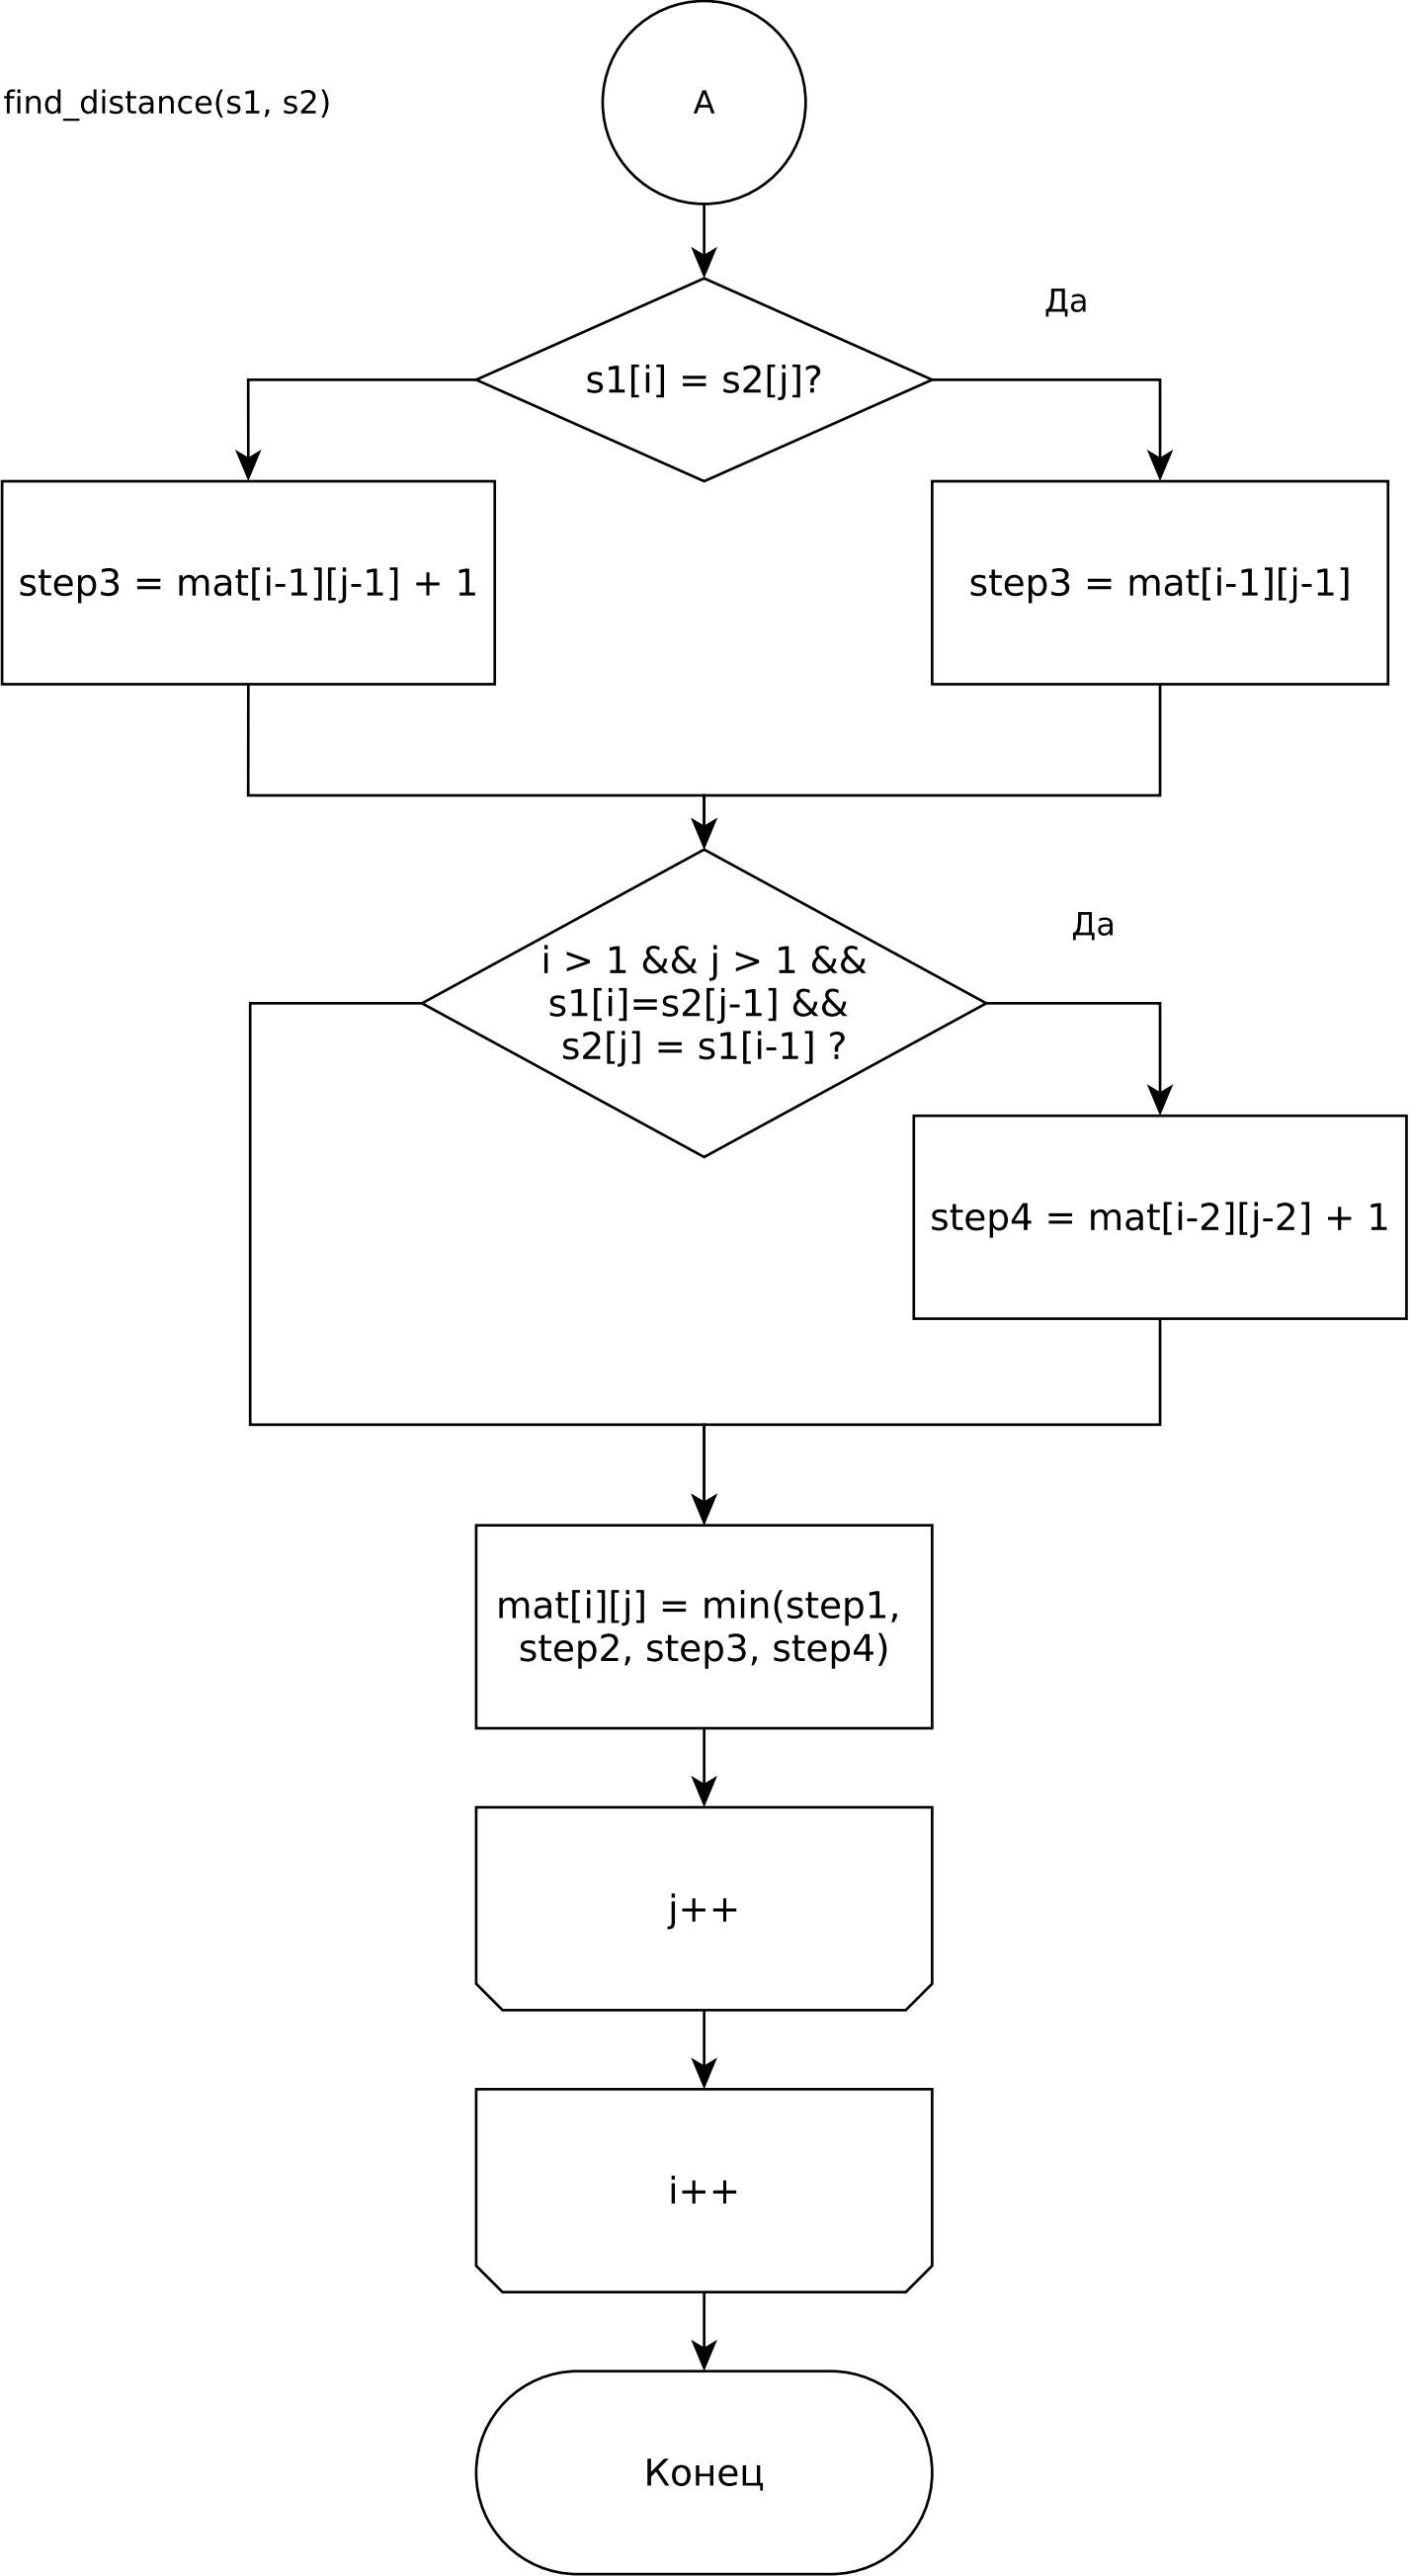 A
find_distance(s1, s2)
Да
s1[i] = s2[j]?
step3 = mat[i-1][j-1] + 1
step3 = mat[i-1][j-1]
Да
i > 1 && j > 1 &&
s1[i]=s2[j-1] &&
s2[j] = s1[i-1] ?
step4 = mat[i-2][j-2] + 1
mat[i][j] = min(step1,
step2, step3, step4)
j++
i++
Конец